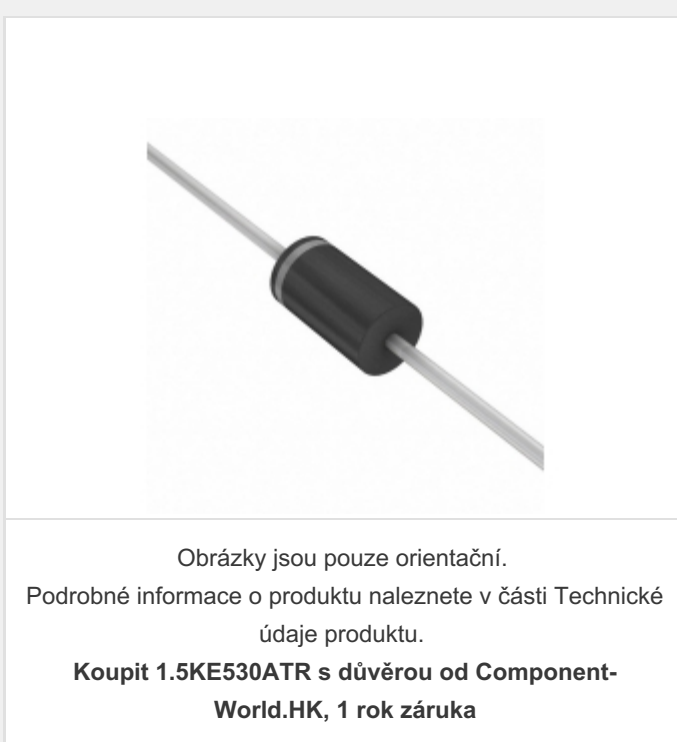 Obrázky jsou pouze orientační.
Podrobné informace o produktu naleznete v části Technické
údaje produktu.
Koupit 1.5KE530ATR s důvěrou od Component-
World.HK, 1 rok záruka